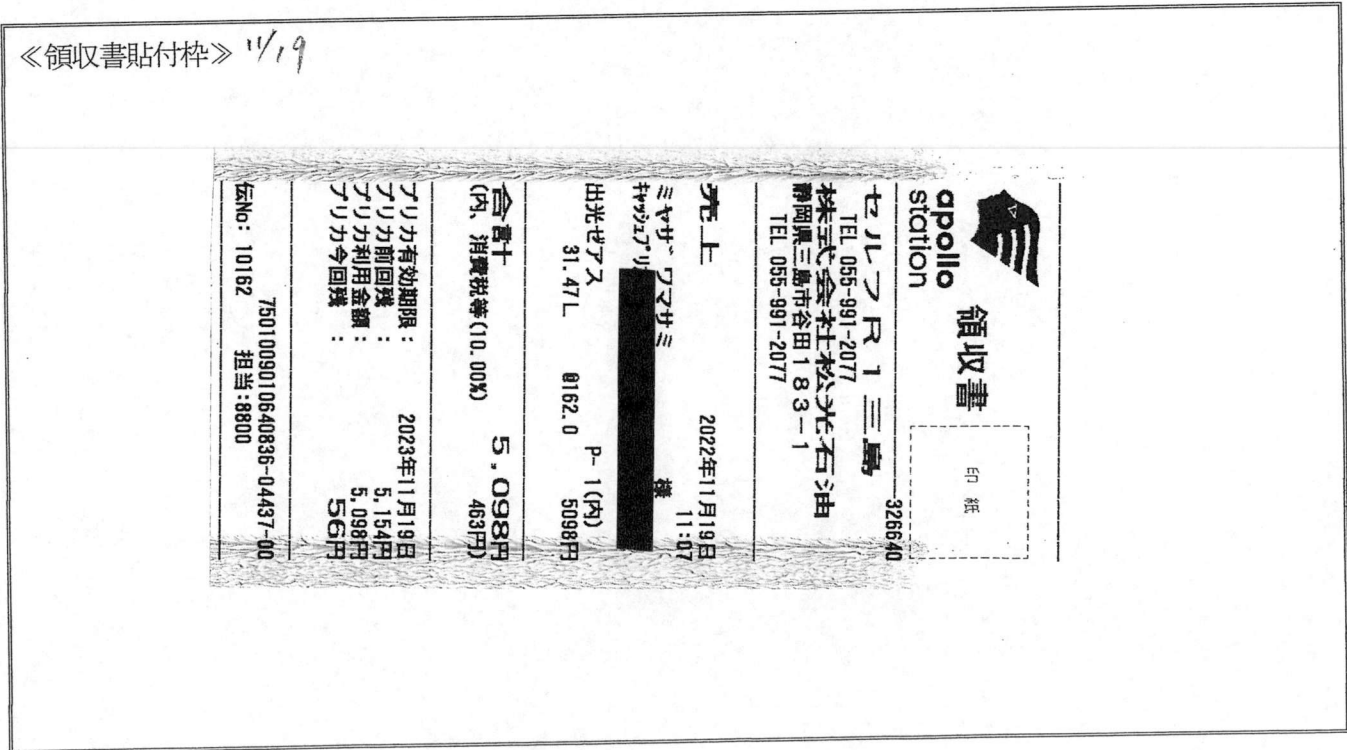 ≪領収書貼付枠≫ 11/19
apollo
station
領収書
印紙
326640
セルフR1三島
TEL 055-991-2077
株式会社松光石油
静岡県三島市谷田183-1
TEL 055-991-2077
売上 2022年11月19日
11:07
ミヤザワマサミ 様
キャッシュプリ
出光ゼアス P- 1(内)
31.47L @162.0 5098円
合計 5,098円
(内、消費税等(10.00%) 463円)
プリカ有効期限: 2023年11月19日
プリカ前回残 : 5,154円
プリカ利用金額: 5,098円
プリカ今回残 : 56円
7501009010640836-04437-00
伝No: 10162 担当:8800